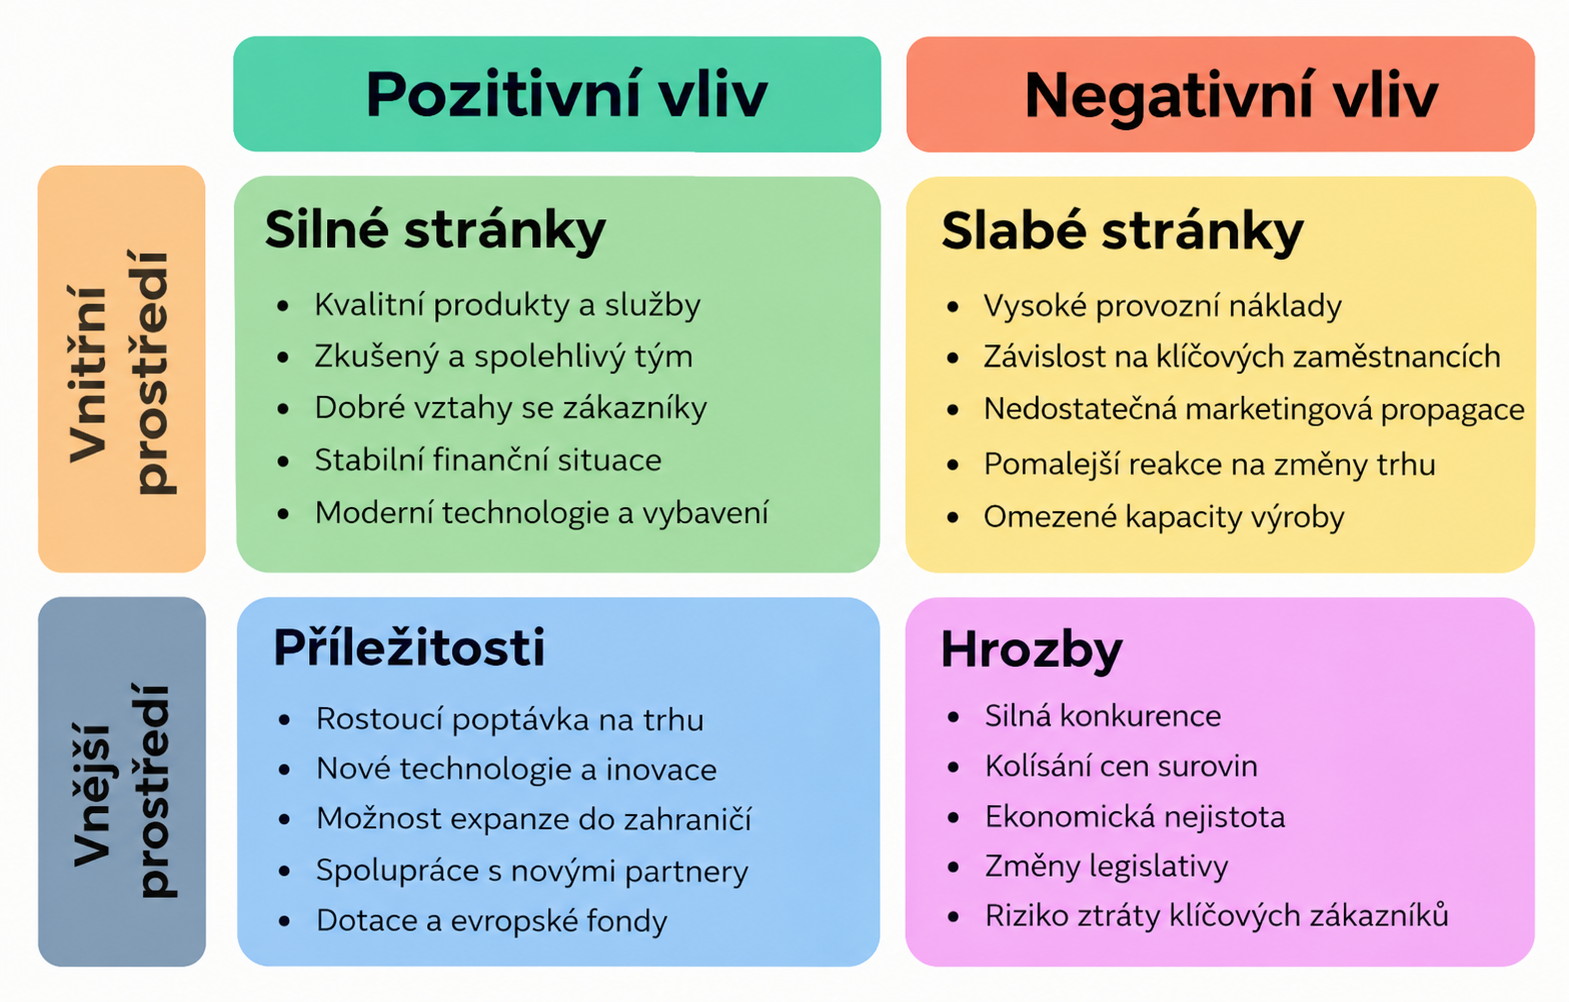 Pozitivní vliv
Negativní vliv
Vnitřní
prostředí
Silné stránky
• Kvalitní produkty a služby
• Zkušený a spolehlivý tým
• Dobré vztahy se zákazníky
• Stabilní finanční situace
• Moderní technologie a vybavení
Slabé stránky
• Vysoké provozní náklady
• Závislost na klíčových zaměstnancích
• Nedostatečná marketingová propagace
• Pomalejší reakce na změny trhu
• Omezené kapacity výroby
Vnější
prostředí
Příležitosti
• Rostoucí poptávka na trhu
• Nové technologie a inovace
• Možnost expanze do zahraničí
• Spolupráce s novými partnery
• Dotace a evropské fondy
Hrozby
• Silná konkurence
• Kolísání cen surovin
• Ekonomická nejistota
• Změny legislativy
• Riziko ztráty klíčových zákazníků